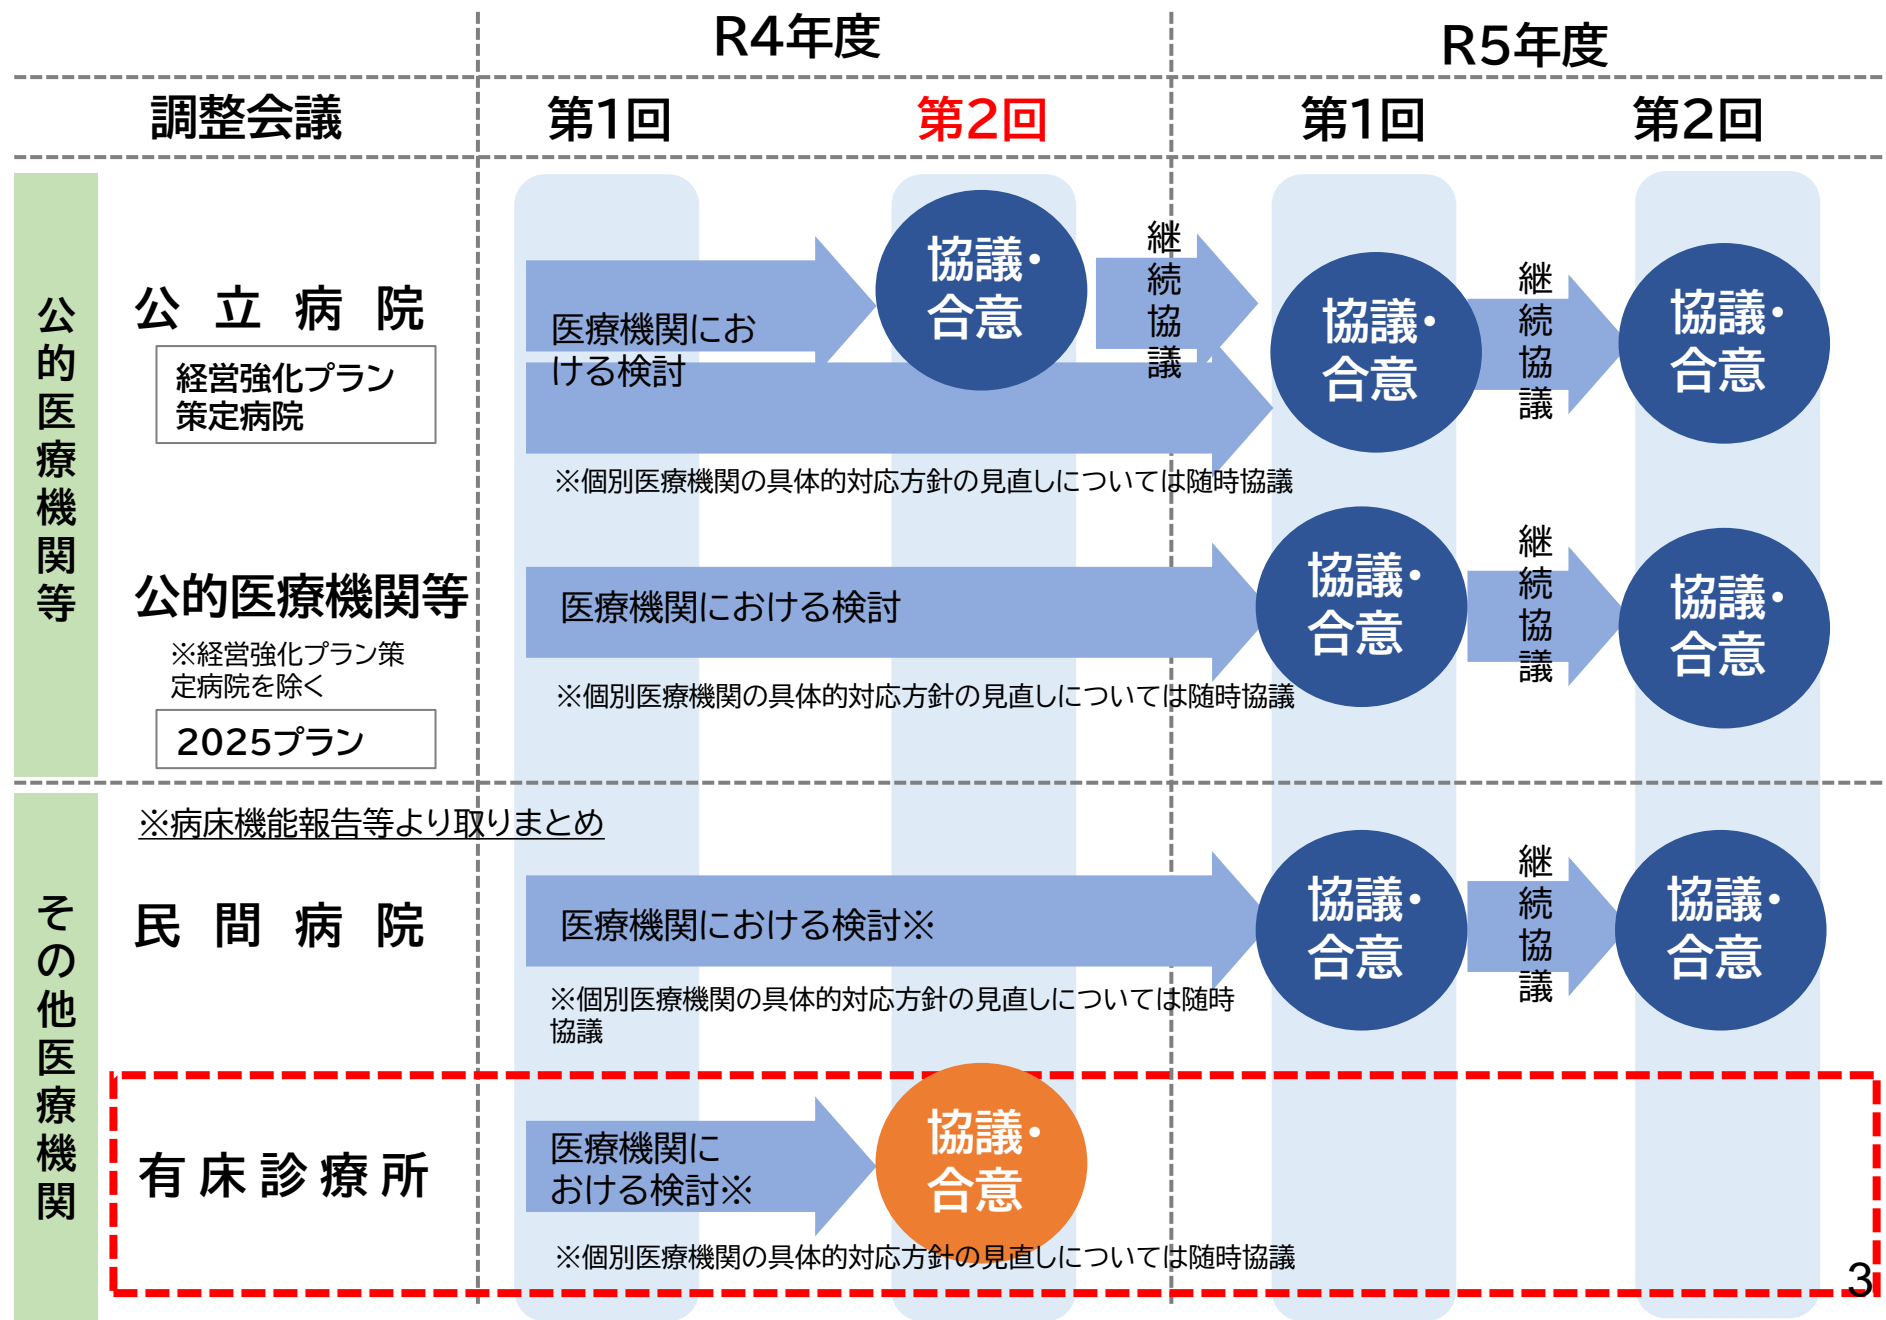 R4年度
R5年度
調整会議
第1回
第2回
第1回
第2回
公的医療機関等
公立病院
経営強化プラン
策定病院
医療機関にお
ける検討
協議・
合意
継続協議
協議・
合意
継続協議
協議・
合意
※個別医療機関の具体的対応方針の見直しについては随時協議
公的医療機関等
※経営強化プラン策
定病院を除く
2025プラン
医療機関における検討
協議・
合意
継続協議
協議・
合意
※個別医療機関の具体的対応方針の見直しについては随時協議
その他医療機関
※病床機能報告等より取りまとめ
民間病院
医療機関における検討※
協議・
合意
継続協議
協議・
合意
※個別医療機関の具体的対応方針の見直しについては随時
協議
有床診療所
医療機関に
おける検討※
協議・
合意
※個別医療機関の具体的対応方針の見直しについては随時協議
3